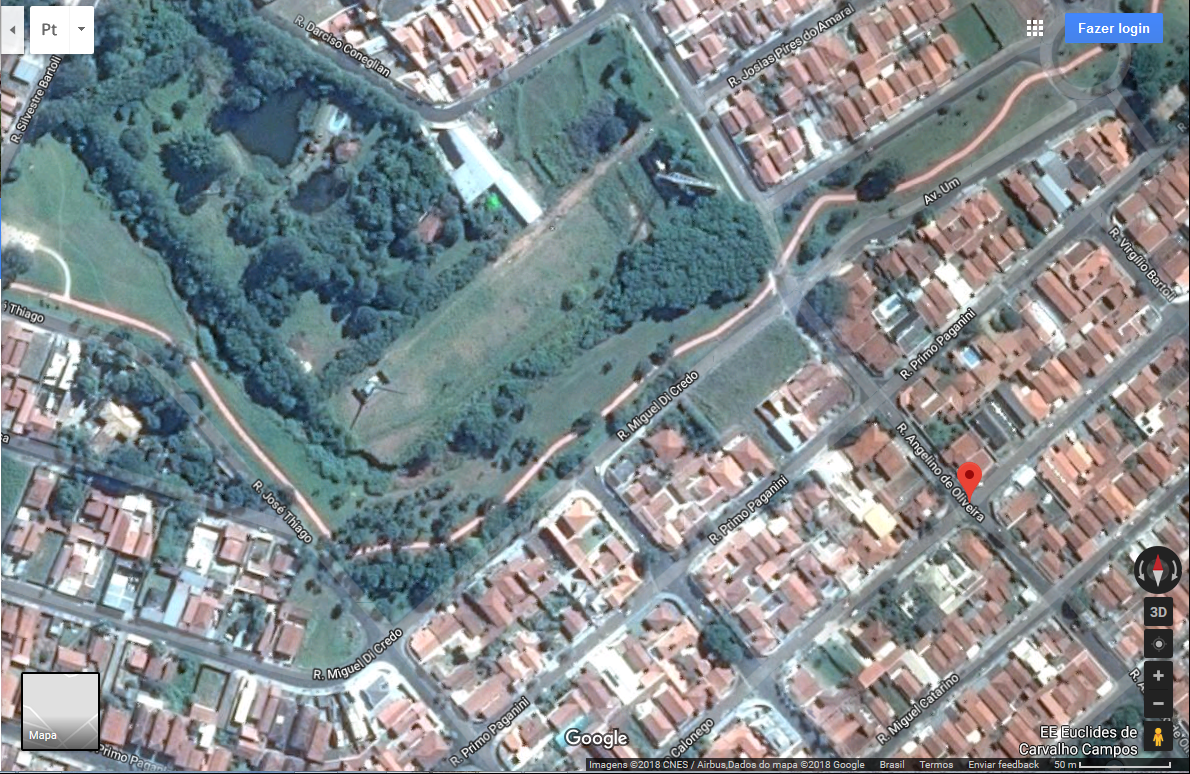 Pt
Fazer login
R. Darciso Coneglian
R. Josias Pires do Amaral
R. Silvestre Bartoli
Av. Um
R. Virgílio Bartoli
Thiago
R. Primo Paganini
R. Miguel Di Credo
R. Angelino de Oliveira
R. José Thiago
R. Primo Paganini
R. Miguel Di Credo
R. Miguel Catarino
R. Primo Paganini
Calonego
Primo Paganini
3D
+
−
Mapa
Google
EE Euclides de
Carvalho Campos
Imagens ©2018 CNES / Airbus,Dados do mapa ©2018 Google Brasil Termos Enviar feedback 50 m